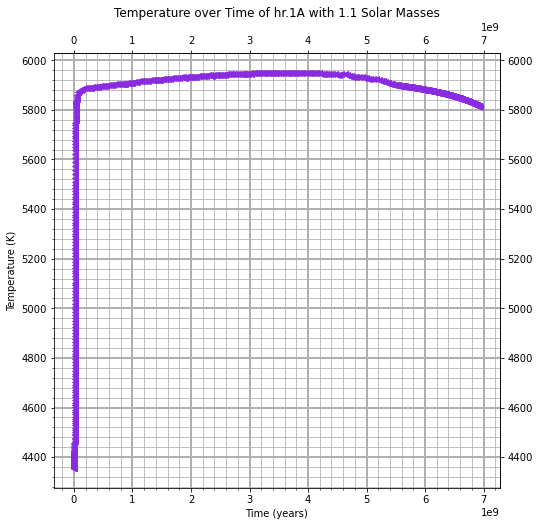 Temperature over Time of hr.1A with 1.1 Solar Masses
1e9
0 1 2 3 4 5 6 7
6000 6000
5800 5800
5600 5600
5400 5400
5200 5200
5000 5000
4800 4800
4600 4600
4400 4400
Temperature (K)
0 1 2 3 4 5 6 7
Time (years)
1e9